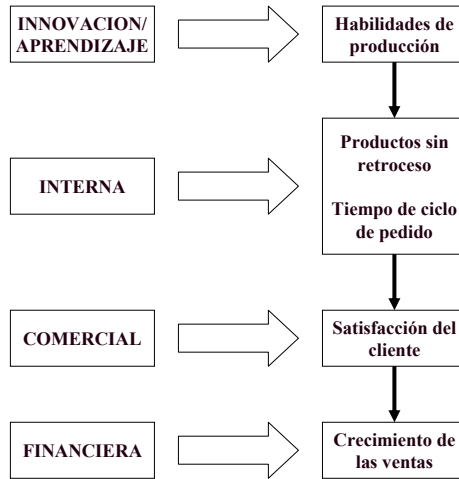 INNOVACION/
APRENDIZAJE
Habilidades de
producción
INTERNA
Productos sin
retroceso
Tiempo de ciclo
de pedido
COMERCIAL
Satisfacción del
cliente
FINANCIERA
Crecimiento de
las ventas